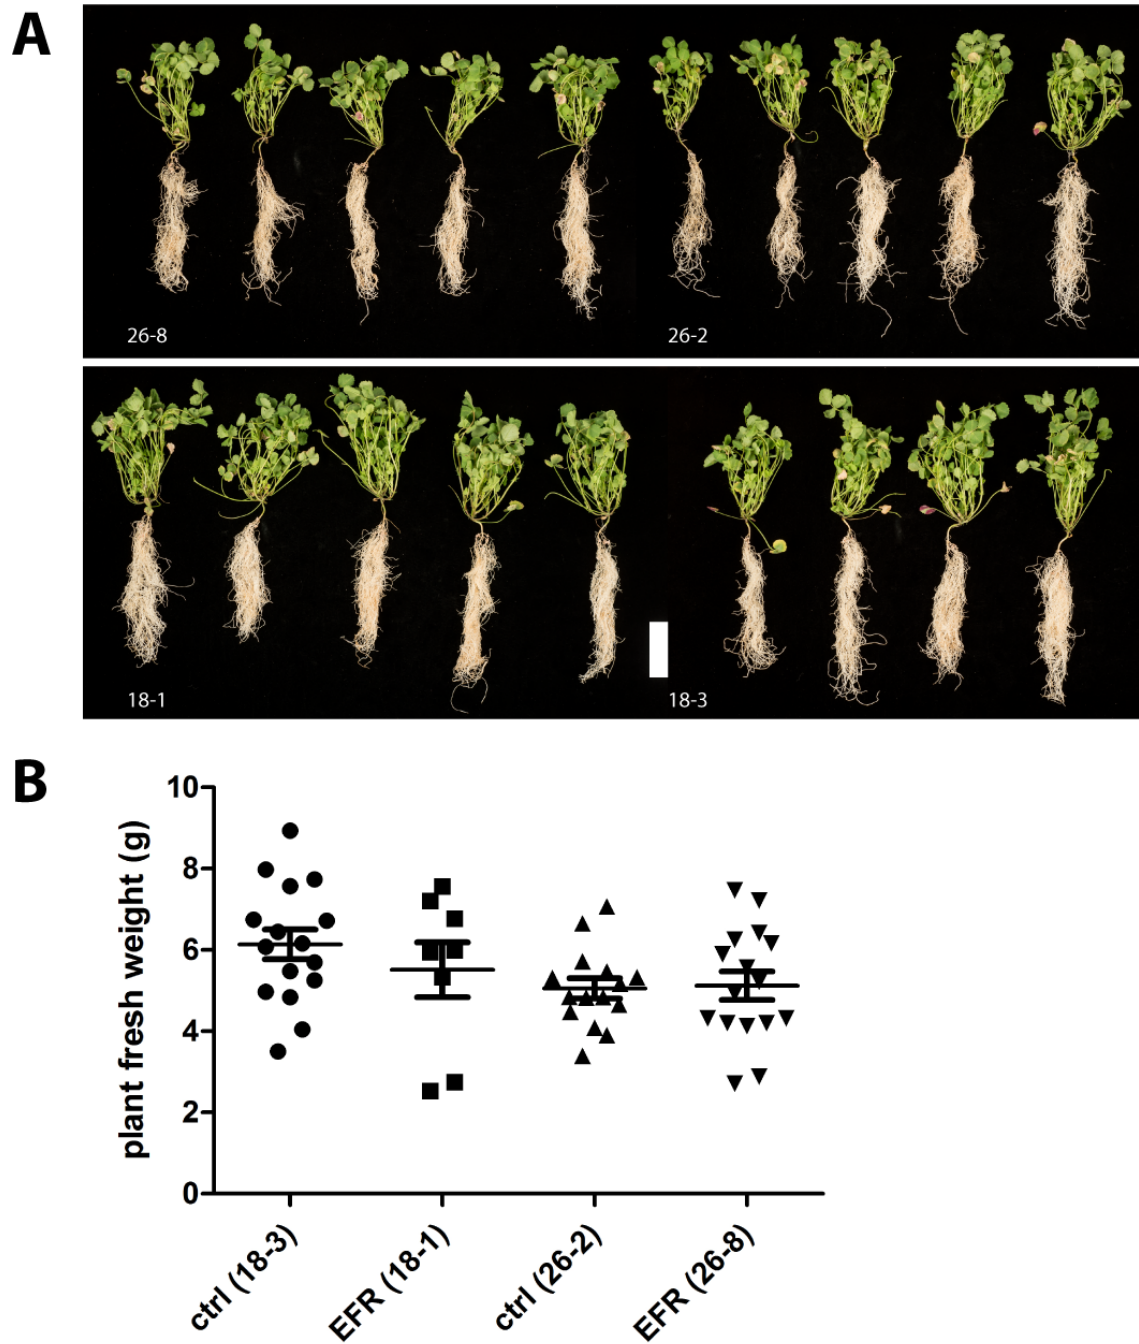 A
26-8
26-2
18-1
18-3
B
plant fresh weight (g)
10
8
6
4
2
0
ctrl (18-3)
EFR (18-1)
ctrl (26-2)
EFR (26-8)